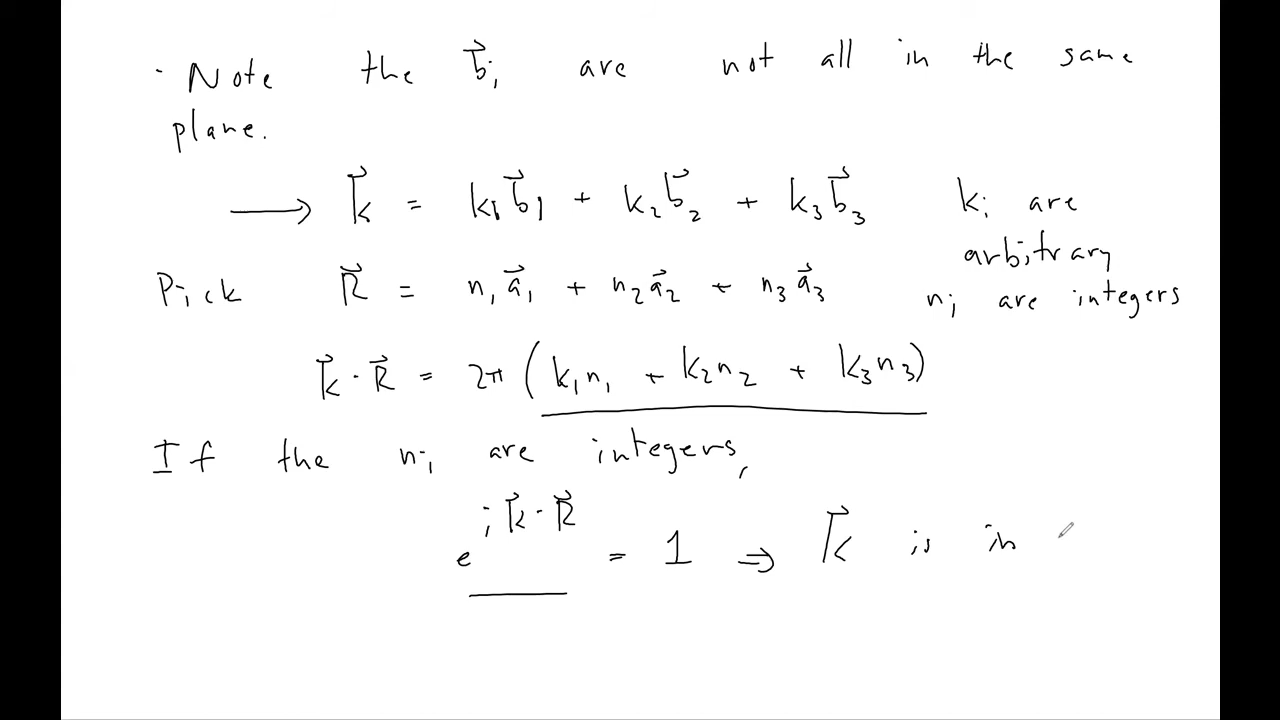 · Note the b⃗ᵢ are not all in the same
plane.
⟶ k⃗ = k₁b⃗₁ + k₂b⃗₂ + k₃b⃗₃ kᵢ are
arbitrary
Pick R⃗ = n₁a⃗₁ + n₂a⃗₂ + n₃a⃗₃ nᵢ are integers
k⃗ · R⃗ = 2π (k₁n₁ + k₂n₂ + k₃n₃)
If the nᵢ are integers,
e^{i k⃗ · R⃗} = 1 ⇒ k⃗ is in